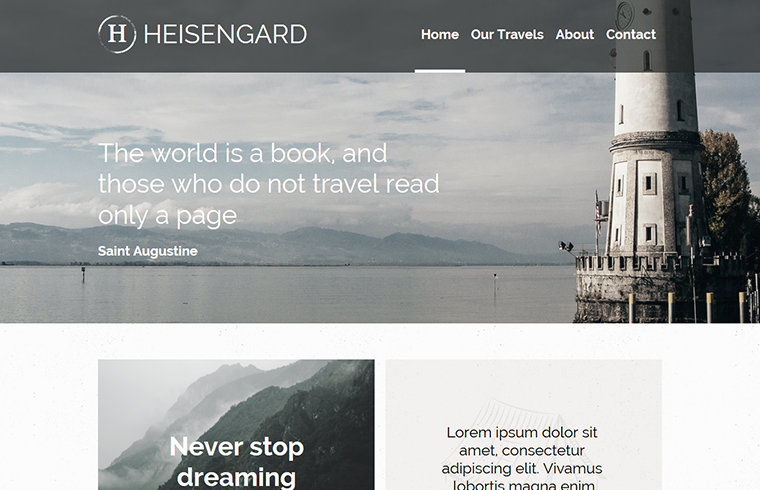 H HEISENGARD
Home Our Travels About Contact
The world is a book, and
those who do not travel read
only a page
Saint Augustine
Never stop
dreaming
Lorem ipsum dolor sit
amet, consectetur
adipiscing elit. Vivamus
lobortis magna enim